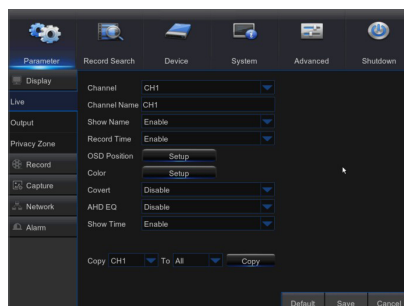 Parameter Record Search Device System Advanced Shutdown
Display
Live
Output
Privacy Zone
Record
Capture
Network
Alarm
Channel CH1
Channel Name CH1
Show Name Enable
Record Time Enable
OSD Position Setup
Color Setup
Covert Disable
AHD EQ Disable
Show Time Enable
Copy CH1 To All Copy
Default Save Cancel